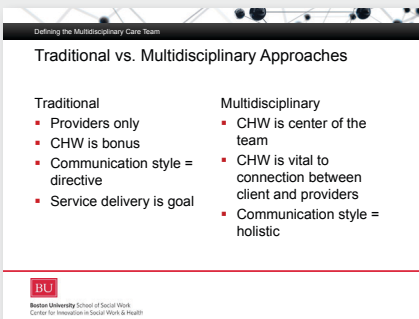 Defining the Multidisciplinary Care Team
Traditional vs. Multidisciplinary Approaches
Traditional
▪ Providers only
▪ CHW is bonus
▪ Communication style =
directive
▪ Service delivery is goal
Multidisciplinary
▪ CHW is center of the
team
▪ CHW is vital to
connection between
client and providers
▪ Communication style =
holistic
BU
Boston University School of Social Work
Center for Innovation in Social Work & Health